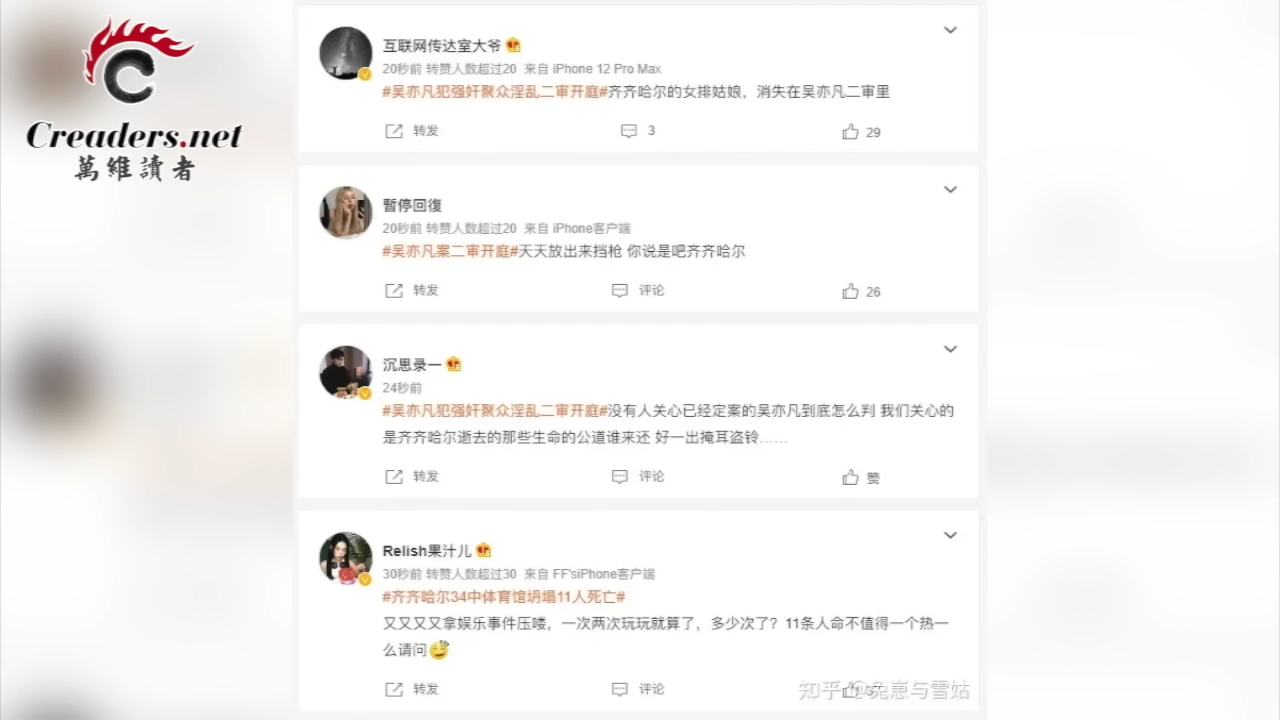 Creaders.net
萬維讀者
互联网传达室大爷
20秒前 转赞人数超过20 来自 iPhone 12 Pro Max
#吴亦凡犯强奸聚众淫乱二审开庭#齐齐哈尔的女排姑娘，消失在吴亦凡二审里
转发 3 29
暂停回復
20秒前 转赞人数超过20 来自 iPhone客户端
#吴亦凡案二审开庭#天天放出来挡枪 你说是吧齐齐哈尔
转发 评论 26
沉思录一
24秒前
#吴亦凡犯强奸聚众淫乱二审开庭#没有人关心已经定案的吴亦凡到底怎么判 我们关心的
是齐齐哈尔逝去的那些生命的公道谁来还 好一出掩耳盗铃……
转发 评论 赞
Relish果汁儿
30秒前 转赞人数超过30 来自 FF'siPhone客户端
#齐齐哈尔34中体育馆坍塌11人死亡#
又又又又拿娱乐事件压喽，一次两次玩玩就算了，多少次了？11条人命不值得一个热一
么请问
转发 评论
知乎 @兔崽与雪姑